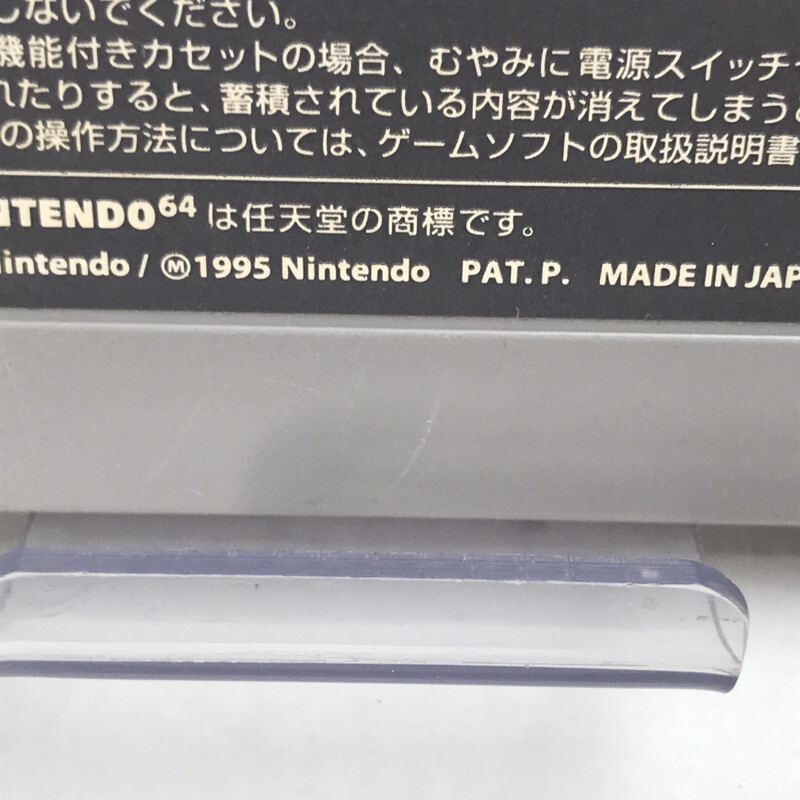 しないでください。
機能付きカセットの場合、むやみに電源スイッチ
れたりすると、蓄積されている内容が消えてしまう
の操作方法については、ゲームソフトの取扱説明書
NTENDO64 は任天堂の商標です。
Nintendo / Ⓜ1995 Nintendo PAT. P. MADE IN JAP